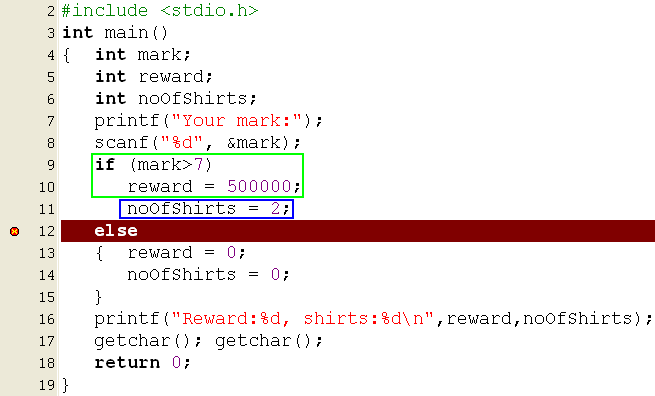 2 #include <stdio.h>
3 int main()
4 {  int mark;
5    int reward;
6    int noOfShirts;
7    printf("Your mark:");
8    scanf("%d", &mark);
9    if (mark>7)
10       reward = 500000;
11       noOfShirts = 2;
12    else
13    {  reward = 0;
14       noOfShirts = 0;
15    }
16    printf("Reward:%d, shirts:%d\n",reward,noOfShirts);
17    getchar(); getchar();
18    return 0;
19 }